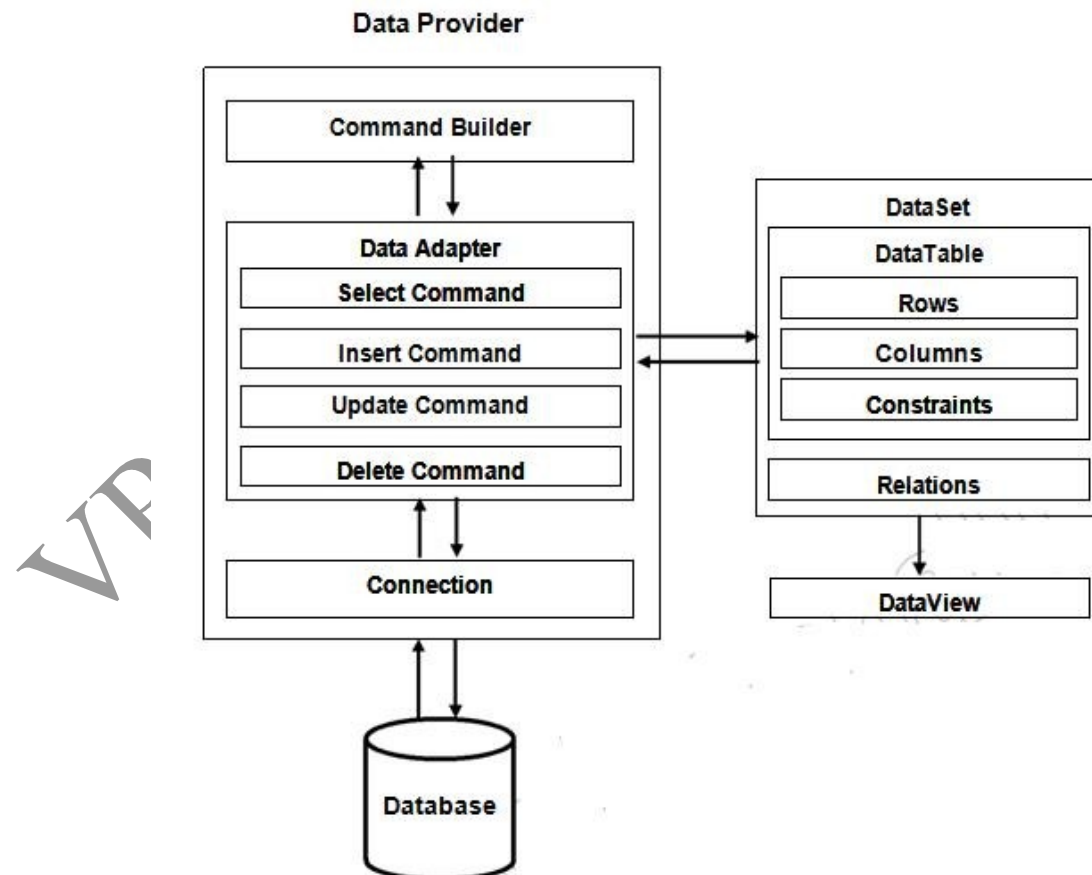 Data Provider
Command Builder
Data Adapter
Select Command
Insert Command
Update Command
Delete Command
Connection
Database
DataSet
DataTable
Rows
Columns
Constraints
Relations
DataView